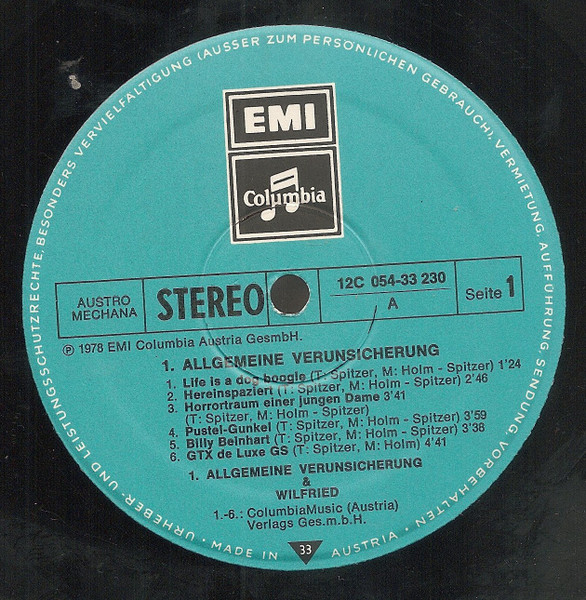 URHEBER- UND LEISTUNGSSCHUTZRECHTE, BESONDERS VERVIELFÄLTIGUNG (AUSSER ZUM PERSÖNLICHEN GEBRAUCH), VERMIETUNG, AUFFÜHRUNG, SENDUNG, VORBEHALTEN
EMI
Columbia
AUSTRO
MECHANA
STEREO
12C 054-33 230
A
Seite 1
℗ 1978 EMI Columbia Austria GesmbH.
1. ALLGEMEINE VERUNSICHERUNG
1. Life is a dog boogie (T: Spitzer, M: Holm - Spitzer) 1'24
2. Hereinspaziert (T: Spitzer, M: Holm - Spitzer) 2'46
3. Horrortraum einer jungen Dame 3'41
(T: Spitzer, M: Holm - Spitzer)
4. Pustel-Gunkel (T: Spitzer, M: Holm - Spitzer) 3'59
5. Billy Beinhart (T: Spitzer, M: Holm - Spitzer) 3'38
6. GTX de Luxe GS (T: Spitzer, M: Holm) 4'41
1. ALLGEMEINE VERUNSICHERUNG
&
WILFRIED
1.-6.: ColumbiaMusic (Austria)
Verlags Ges.m.b.H.
· MADE IN 33 AUSTRIA ·